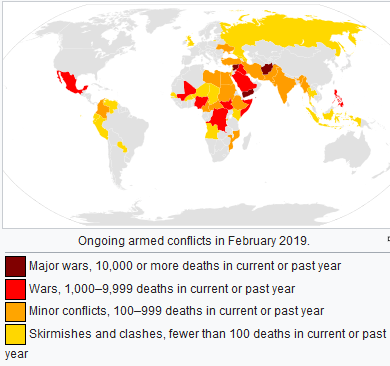 Ongoing armed conflicts in February 2019.
Major wars, 10,000 or more deaths in current or past year
Wars, 1,000–9,999 deaths in current or past year
Minor conflicts, 100–999 deaths in current or past year
Skirmishes and clashes, fewer than 100 deaths in current or past
year